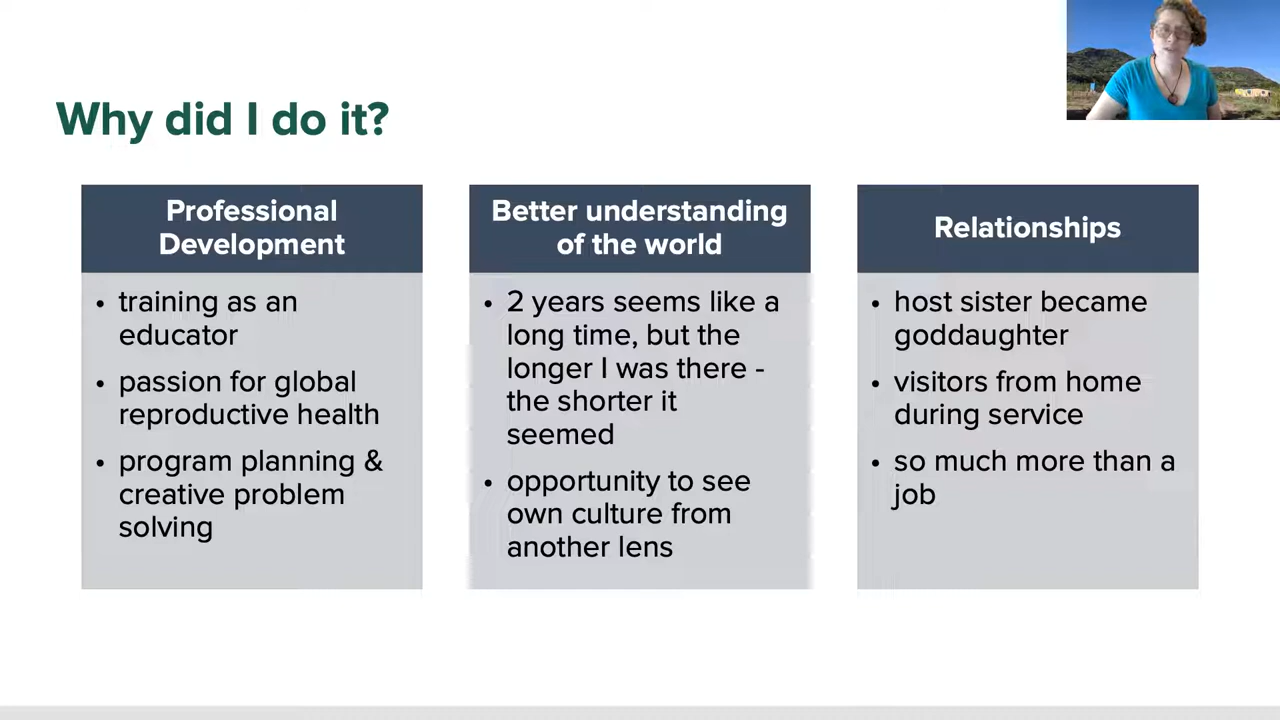 Why did I do it?
Professional
Development
training as an
educator
passion for global
reproductive health
program planning &
creative problem
solving
Better understanding
of the world
2 years seems like a
long time, but the
longer I was there -
the shorter it
seemed
opportunity to see
own culture from
another lens
Relationships
host sister became
goddaughter
visitors from home
during service
so much more than a
job